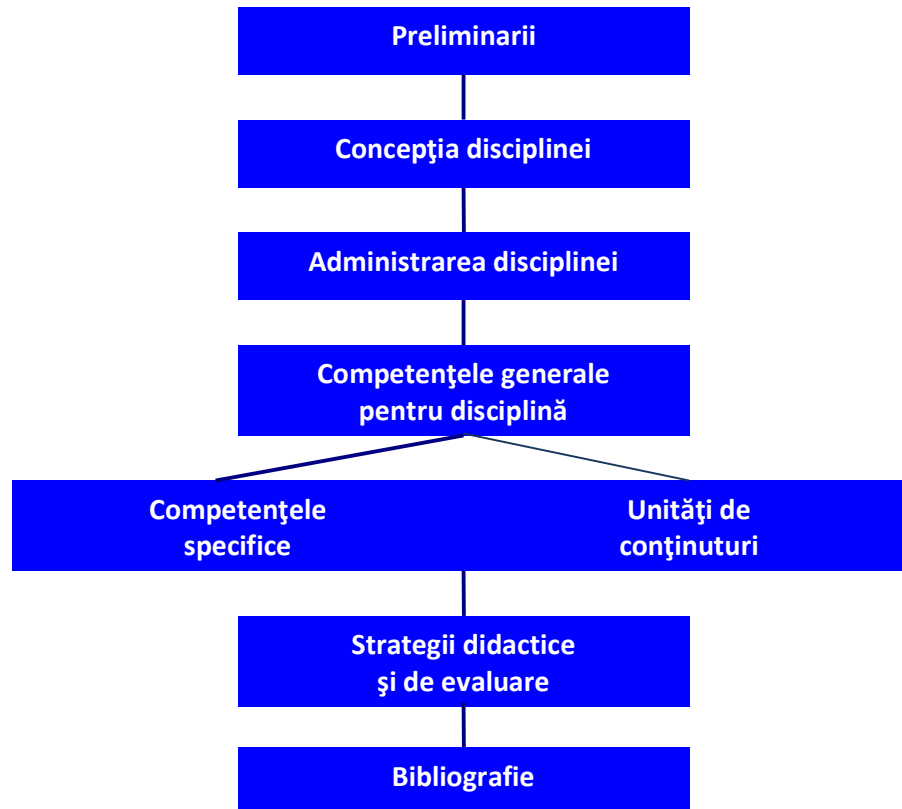 Preliminarii
Concepţia disciplinei
Administrarea disciplinei
Competenţele generale
pentru disciplină
Competenţele
specifice
Unităţi de
conţinuturi
Strategii didactice
şi de evaluare
Bibliografie